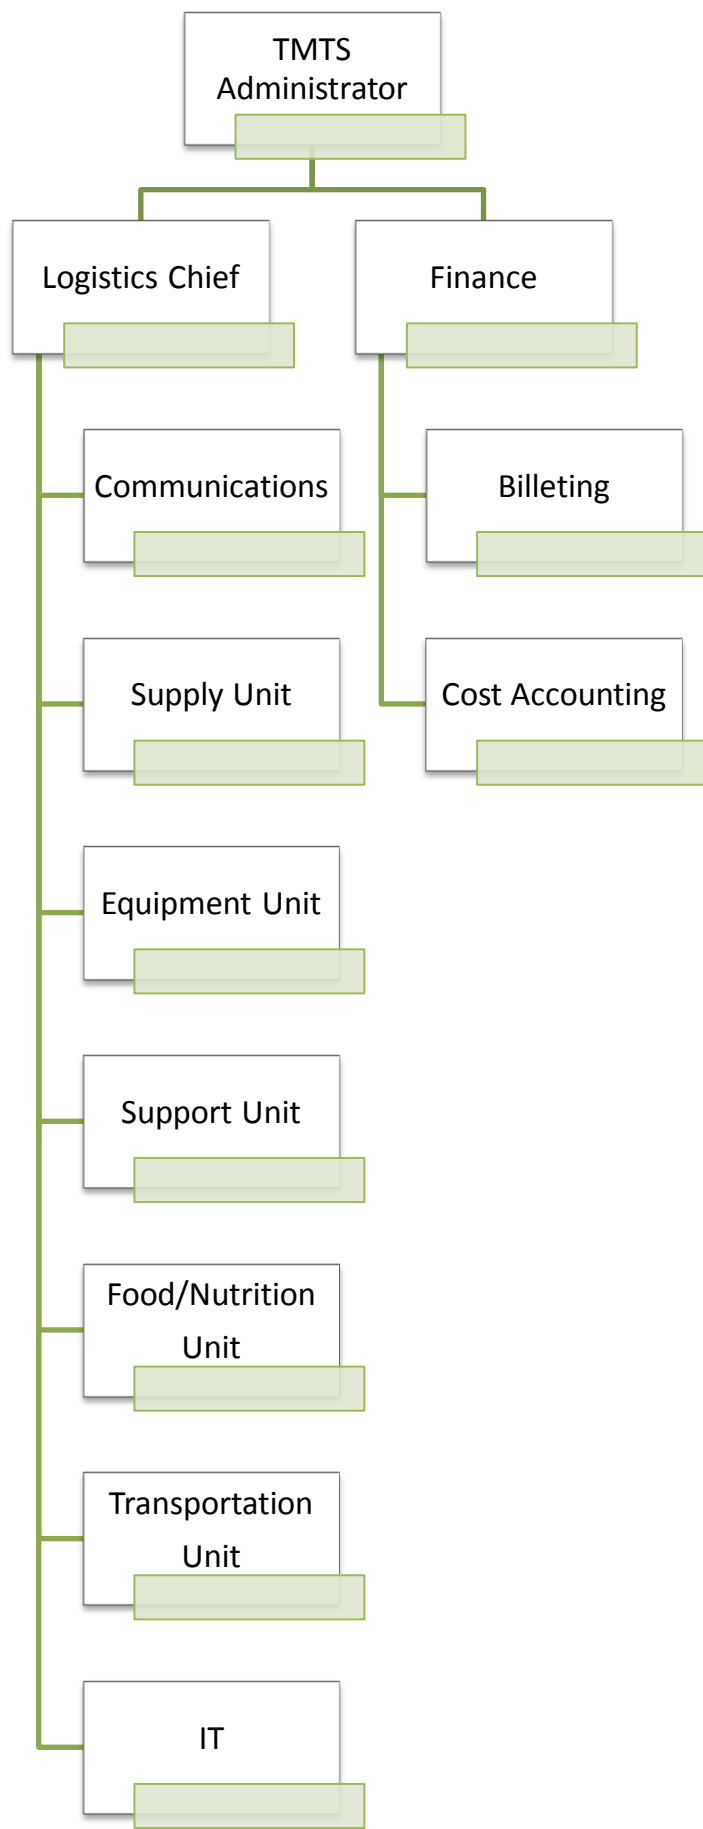 TMTS
Administrator
Logistics Chief
Finance
Communications
Billeting
Supply Unit
Cost Accounting
Equipment Unit
Support Unit
Food/Nutrition
Unit
Transportation
Unit
IT